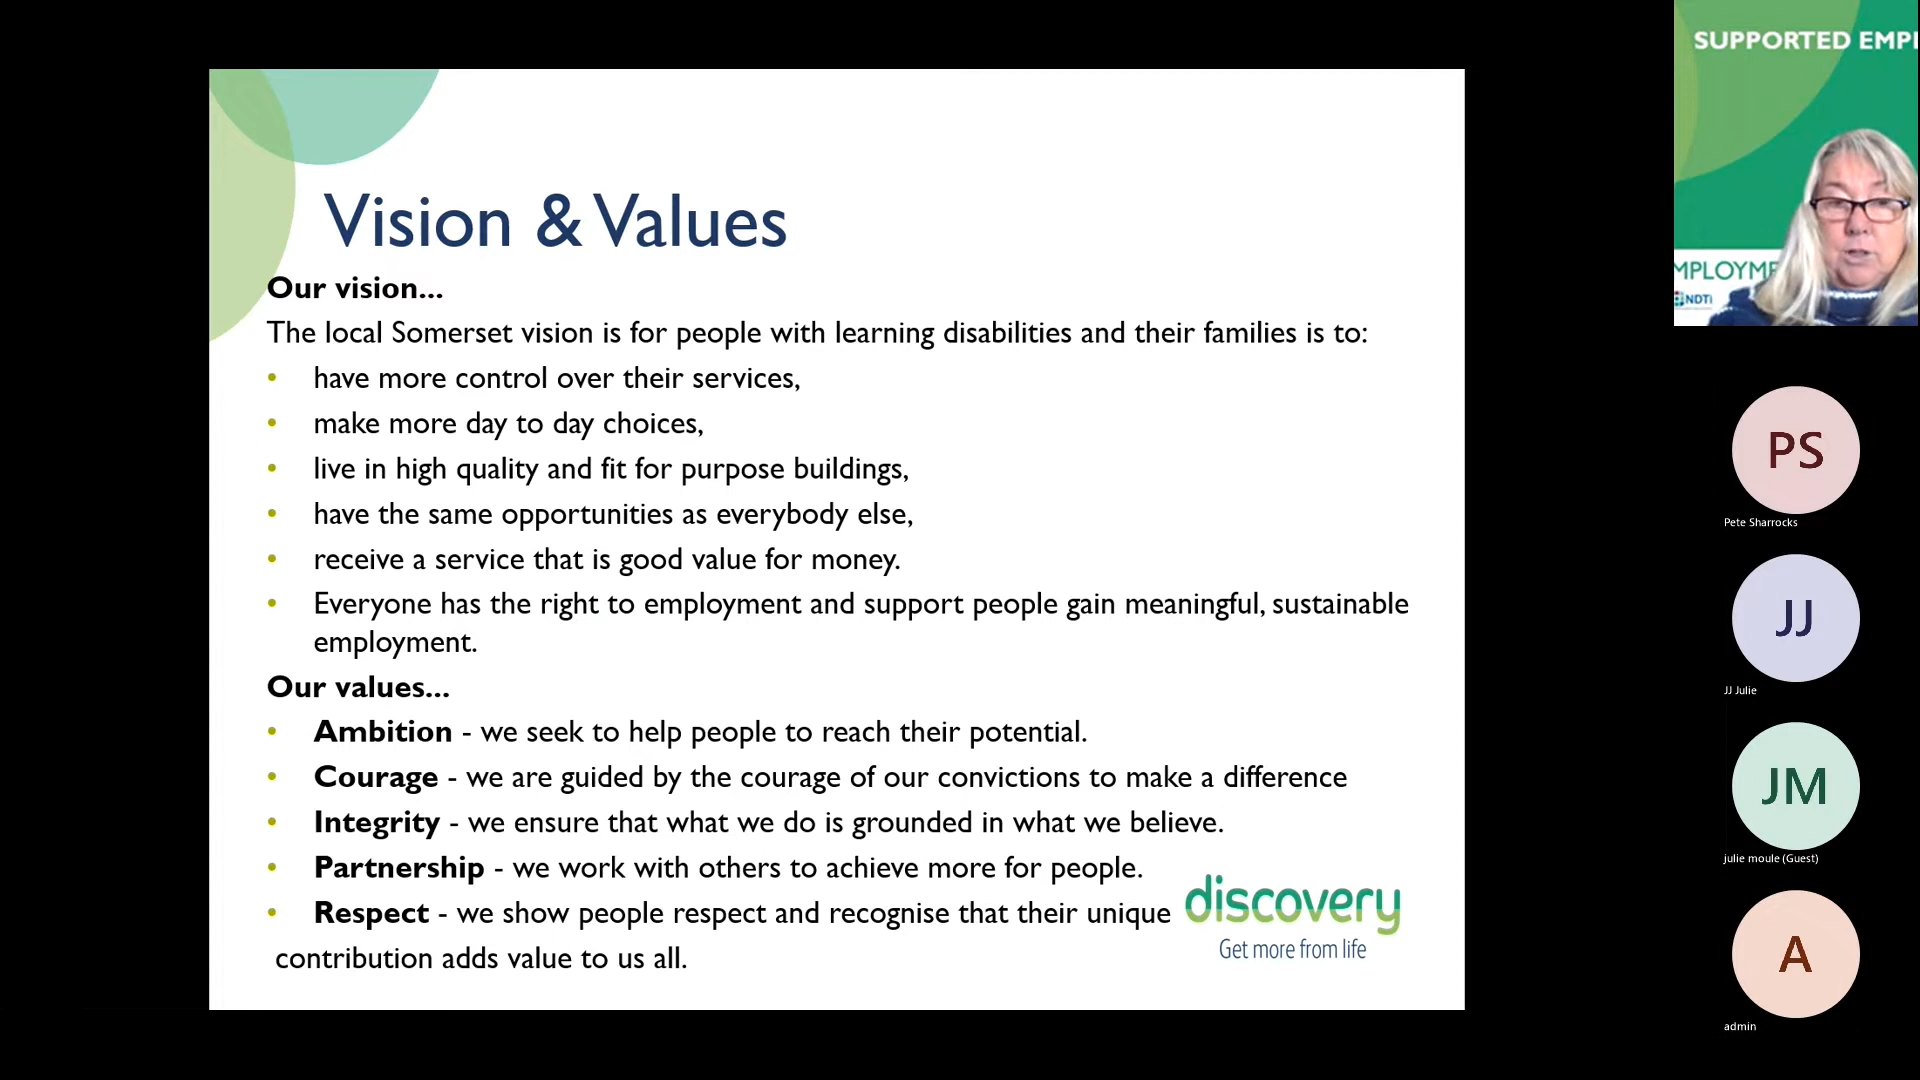 Vision & Values
Our vision...
The local Somerset vision is for people with learning disabilities and their families is to:
• have more control over their services,
• make more day to day choices,
• live in high quality and fit for purpose buildings,
• have the same opportunities as everybody else,
• receive a service that is good value for money.
• Everyone has the right to employment and support people gain meaningful, sustainable
employment.
Our values...
• Ambition - we seek to help people to reach their potential.
• Courage - we are guided by the courage of our convictions to make a difference
• Integrity - we ensure that what we do is grounded in what we believe.
• Partnership - we work with others to achieve more for people.
• Respect - we show people respect and recognise that their unique
contribution adds value to us all.
discovery
Get more from life
SUPPORTED EMPL
MPLOYME
NDTi
PS
Pete Sharrocks
JJ
JJ Julie
JM
julie moule (Guest)
A
admin